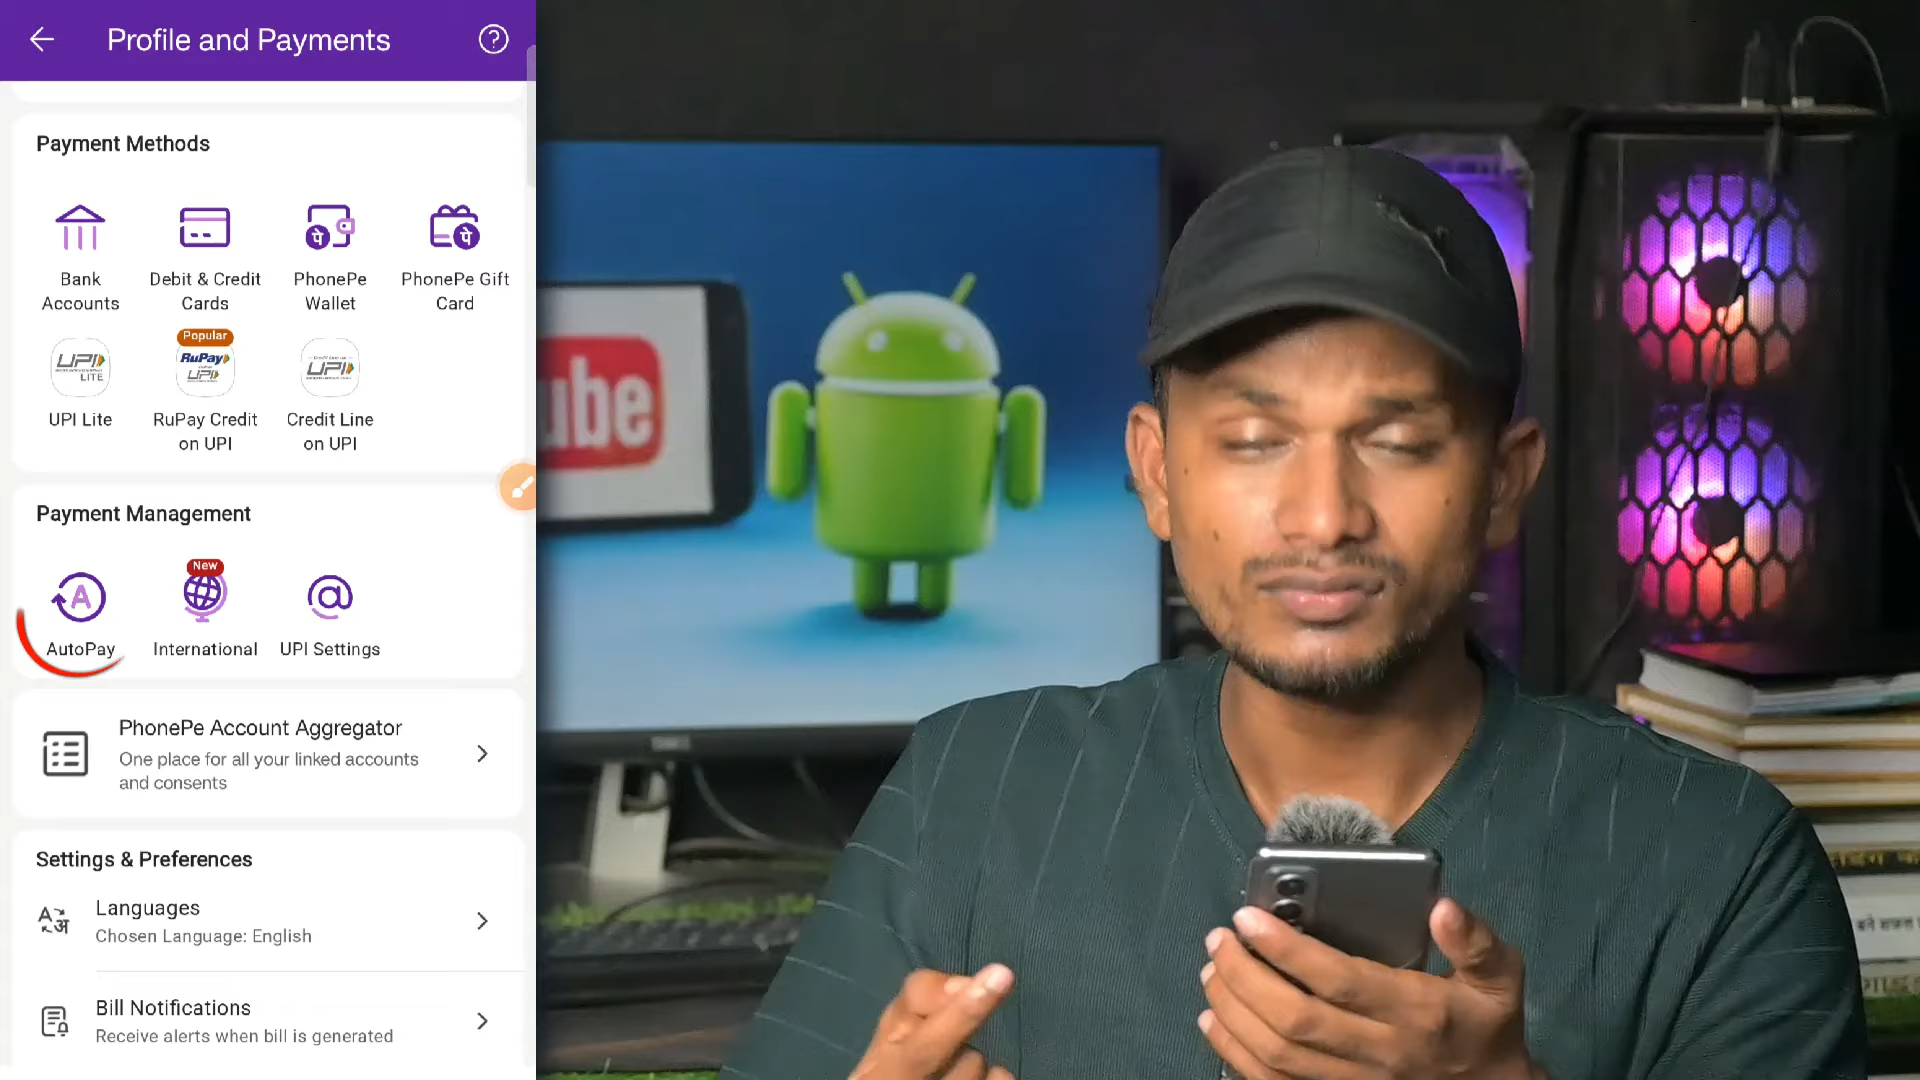 Profile and Payments
Payment Methods
Bank Accounts
Debit & Credit Cards
PhonePe Wallet
PhonePe Gift Card
UPI
LITE
UPI Lite
Popular
RuPay
UPI
RuPay Credit on UPI
UPI
Credit Line on UPI
Payment Management
A
AutoPay
New
International
@
UPI Settings
PhonePe Account Aggregator
One place for all your linked accounts
and consents
Settings & Preferences
Languages
Chosen Language: English
Bill Notifications
Receive alerts when bill is generated
ube